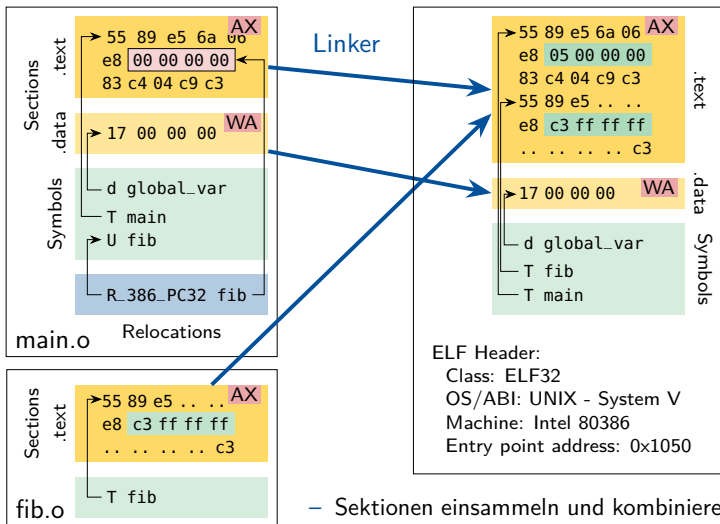 AX
55 89 e5 6a 06
e8 00 00 00 00
83 c4 04 c9 c3
Sections
.text
WA
17 00 00 00
.data
d global_var
T main
U fib
Symbols
R_386_PC32 fib
Relocations
main.o
AX
55 89 e5 .. ..
e8 c3 ff ff ff
.. .. .. .. c3
Sections
.text
T fib
fib.o
Linker
AX
55 89 e5 6a 06
e8 05 00 00 00
83 c4 04 c9 c3
55 89 e5 .. ..
e8 c3 ff ff ff
.. .. .. .. .. c3
.text
WA
17 00 00 00
.data
d global_var
T fib
T main
Symbols
ELF Header:
Class: ELF32
OS/ABI: UNIX - System V
Machine: Intel 80386
Entry point address: 0x1050
– Sektionen einsammeln und kombiniere